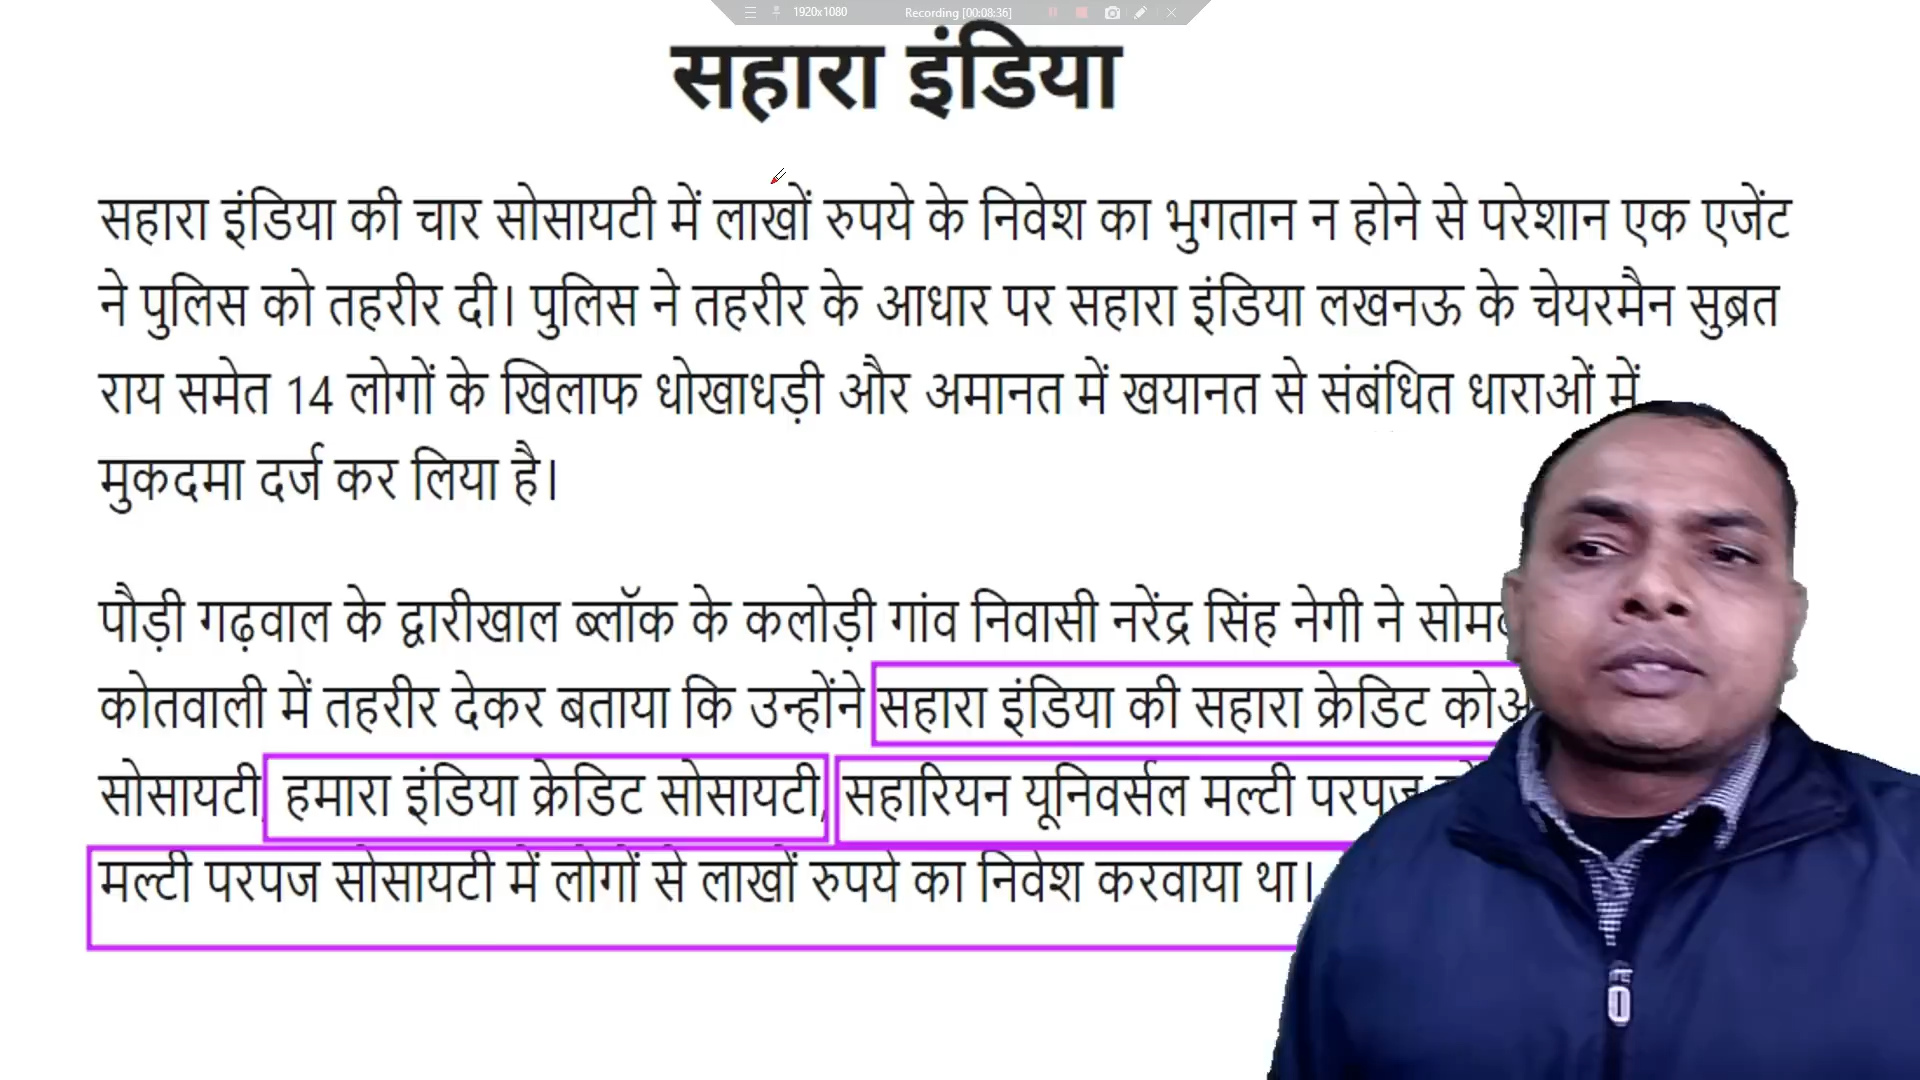 1920x1080 Recording [00:08:36]
सहारा इंडिया
सहारा इंडिया की चार सोसायटी में लाखों रुपये के निवेश का भुगतान न होने से परेशान एक एजेंट
ने पुलिस को तहरीर दी। पुलिस ने तहरीर के आधार पर सहारा इंडिया लखनऊ के चेयरमैन सुब्रत
राय समेत 14 लोगों के खिलाफ धोखाधड़ी और अमानत में खयानत से संबंधित धाराओं में
मुकदमा दर्ज कर लिया है।
पौड़ी गढ़वाल के द्वारीखाल ब्लॉक के कलोड़ी गांव निवासी नरेंद्र सिंह नेगी ने
कोतवाली में तहरीर देकर बताया कि उन्होंने सहारा इंडिया की सहारा क्रेडिट
सोसायटी, हमारा इंडिया क्रेडिट सोसायटी, सहारियन यूनिवर्सल मल्टी परपज
मल्टी परपज सोसायटी में लोगों से लाखों रुपये का निवेश करवाया था।